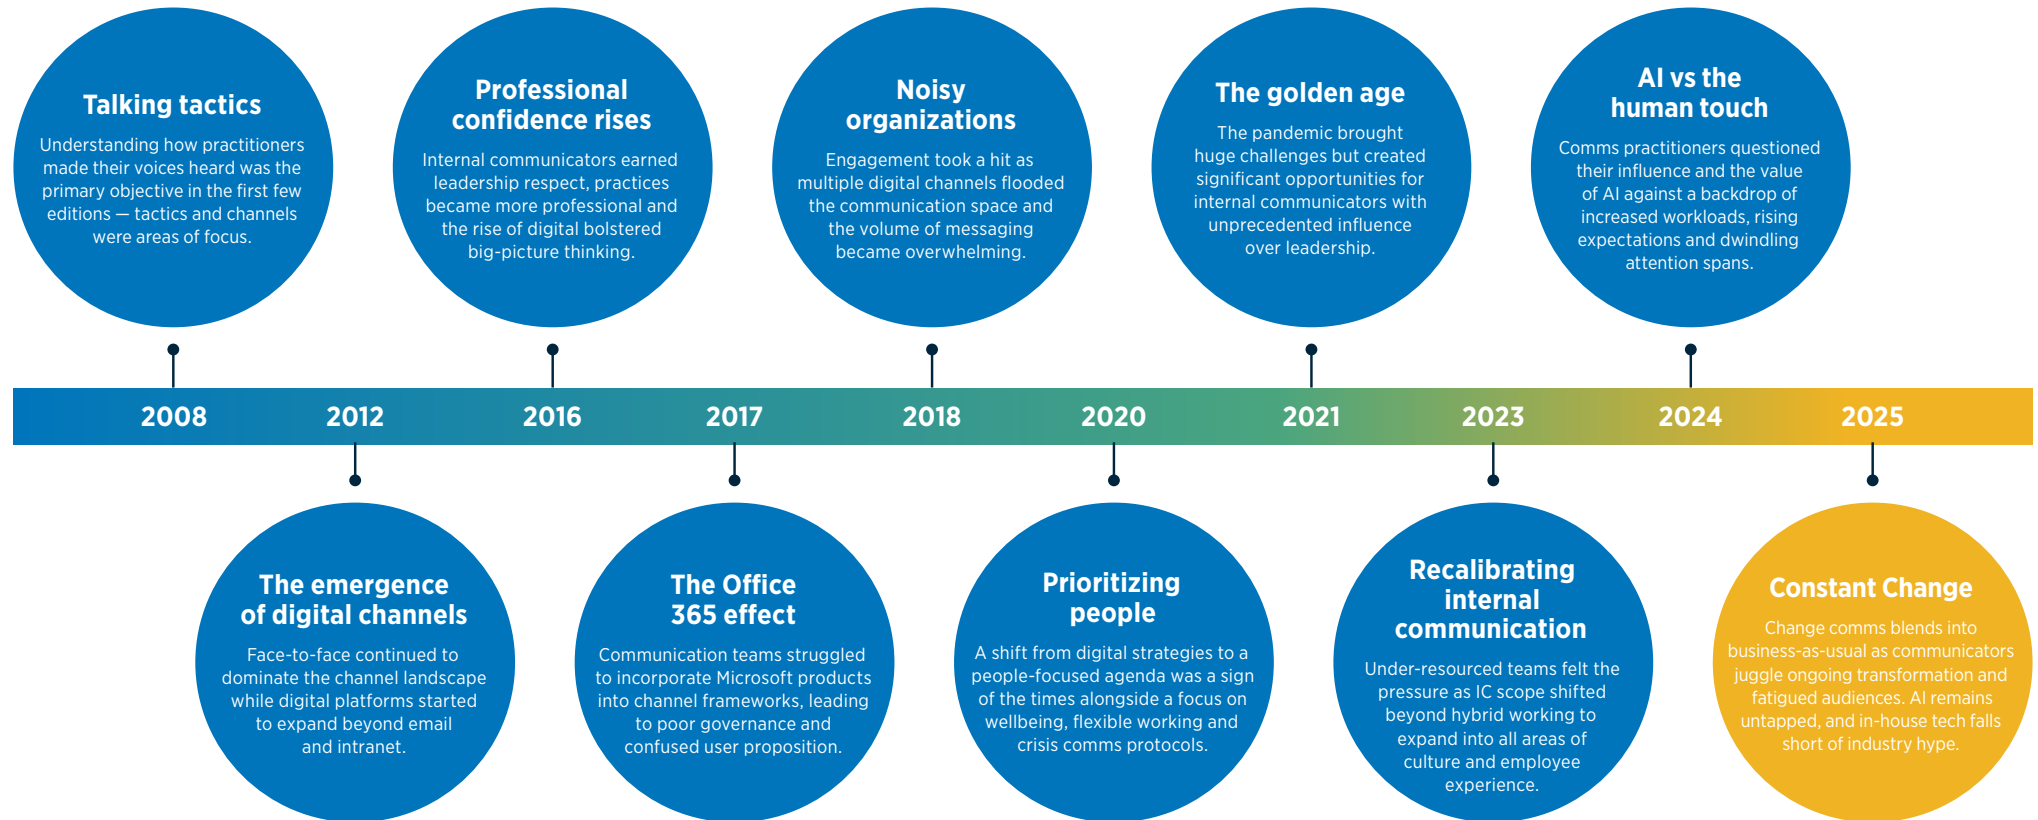 Talking tactics
Understanding how practitioners
made their voices heard was the
primary objective in the first few
editions — tactics and channels
were areas of focus.
Professional
confidence rises
Internal communicators earned
leadership respect, practices
became more professional and
the rise of digital bolstered
big-picture thinking.
Noisy
organizations
Engagement took a hit as
multiple digital channels flooded
the communication space and
the volume of messaging
became overwhelming.
The golden age
The pandemic brought
huge challenges but created
significant opportunities for
internal communicators with
unprecedented influence
over leadership.
AI vs the
human touch
Comms practitioners questioned
their influence and the value
of AI against a backdrop of
increased workloads, rising
expectations and dwindling
attention spans.
2008 2012 2016 2017 2018 2020 2021 2023 2024 2025
The emergence
of digital channels
Face-to-face continued to
dominate the channel landscape
while digital platforms started
to expand beyond email
and intranet.
The Office
365 effect
Communication teams struggled
to incorporate Microsoft products
into channel frameworks, leading
to poor governance and
confused user proposition.
Prioritizing
people
A shift from digital strategies to a
people-focused agenda was a sign
of the times alongside a focus on
wellbeing, flexible working and
crisis comms protocols.
Recalibrating
internal
communication
Under-resourced teams felt the
pressure as IC scope shifted
beyond hybrid working to
expand into all areas of
culture and employee
experience.
Constant Change
Change comms blends into
business-as-usual as communicators
juggle ongoing transformation and
fatigued audiences. AI remains
untapped, and in-house tech falls
short of industry hype.